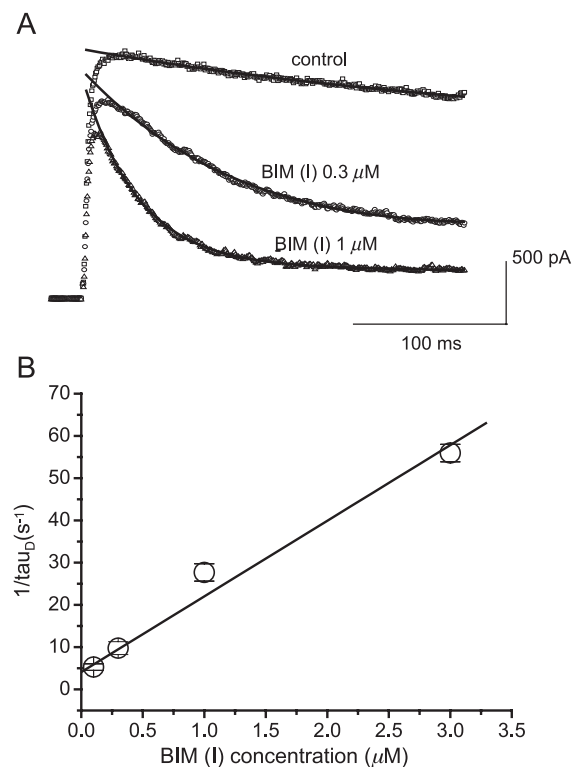 A
control
BIM (I) 0.3 μM
BIM (I) 1 μM
500 pA
100 ms
B
1/tau_D(s⁻¹)
70
60
50
40
30
20
10
0
0.0 0.5 1.0 1.5 2.0 2.5 3.0 3.5
BIM (I) concentration (μM)